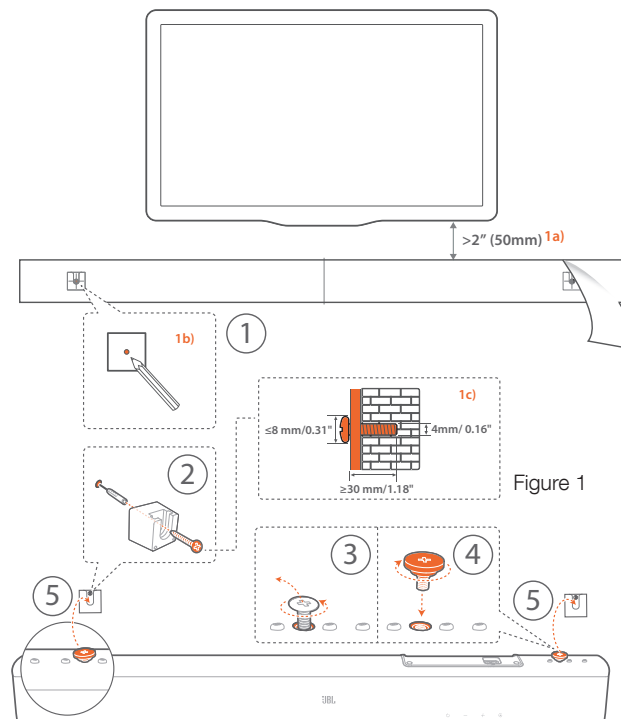 >2″ (50mm) 1a)
1b)
1
1c)
≤8 mm/0.31"
4mm/ 0.16"
≥30 mm/1.18"
2
Figure 1
3
4
5
5
JBL